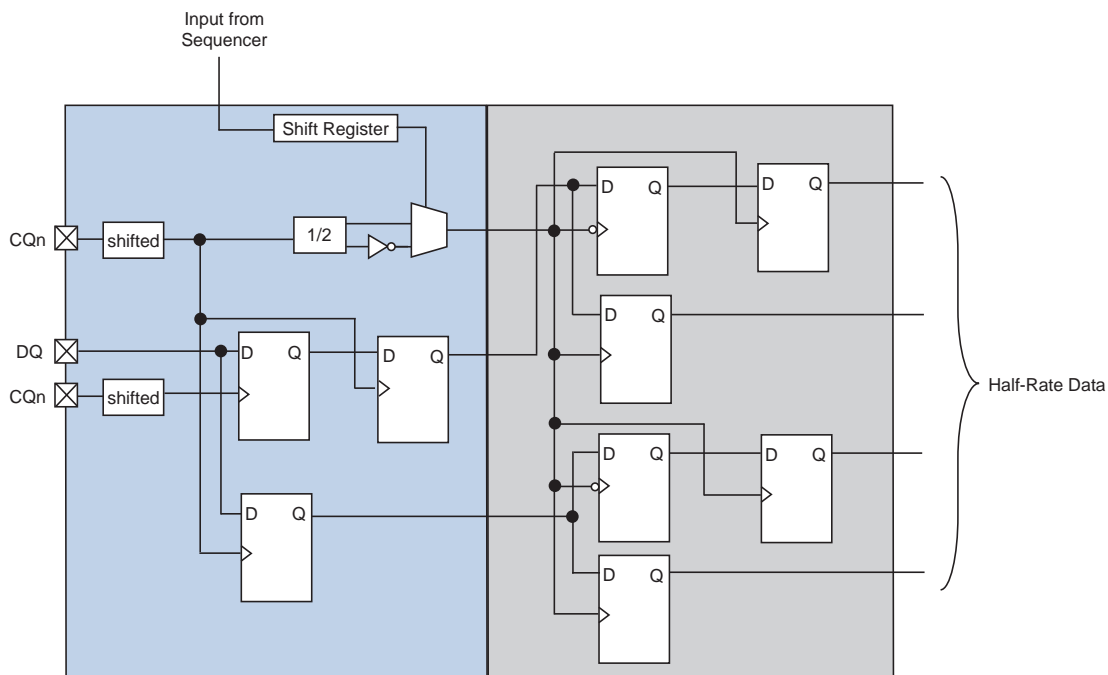 Input from
Sequencer
Shift Register
CQn
shifted
1/2
DQ
CQn
shifted
D Q
D Q
D Q
D Q
D Q
D Q
D Q
D Q
D Q
Half-Rate Data